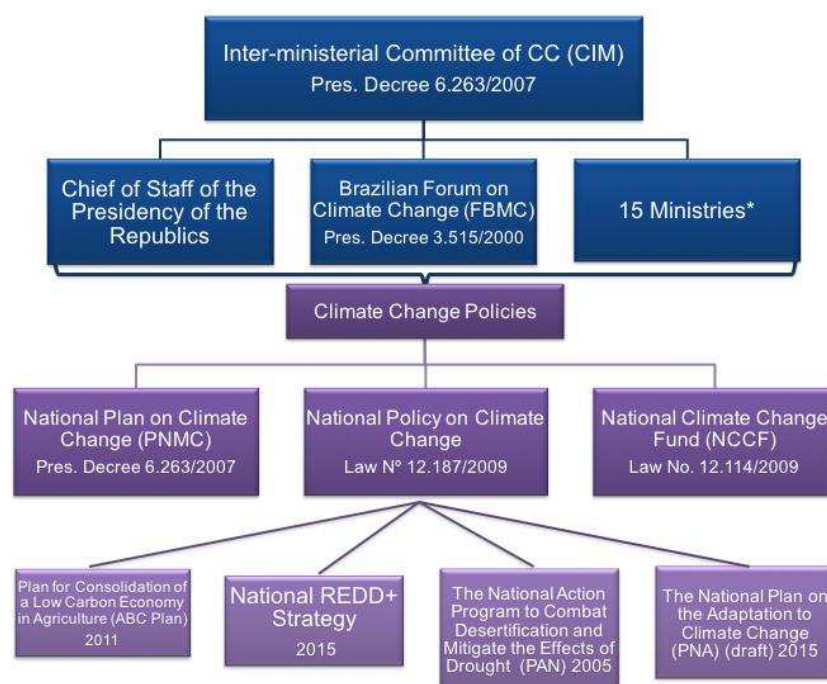 Inter-ministerial Committee of CC (CIM)
Pres. Decree 6.263/2007
Chief of Staff of the
Presidency of the
Republics
Brazilian Forum on
Climate Change (FBMC)
Pres. Decree 3.515/2000
15 Ministries*
Climate Change Policies
National Plan on Climate
Change (PNMC)
Pres. Decree 6.263/2007
National Policy on Climate
Change
Law Nº 12.187/2009
National Climate Change
Fund (NCCF)
Law No. 12.114/2009
Plan for Consolidation of
a Low Carbon Economy
in Agriculture (ABC Plan)
2011
National REDD+
Strategy
2015
The National Action
Program to Combat
Desertification and
Mitigate the Effects of
Drought (PAN) 2005
The National Plan on
the Adaptation to
Climate Change
(PNA) (draft) 2015